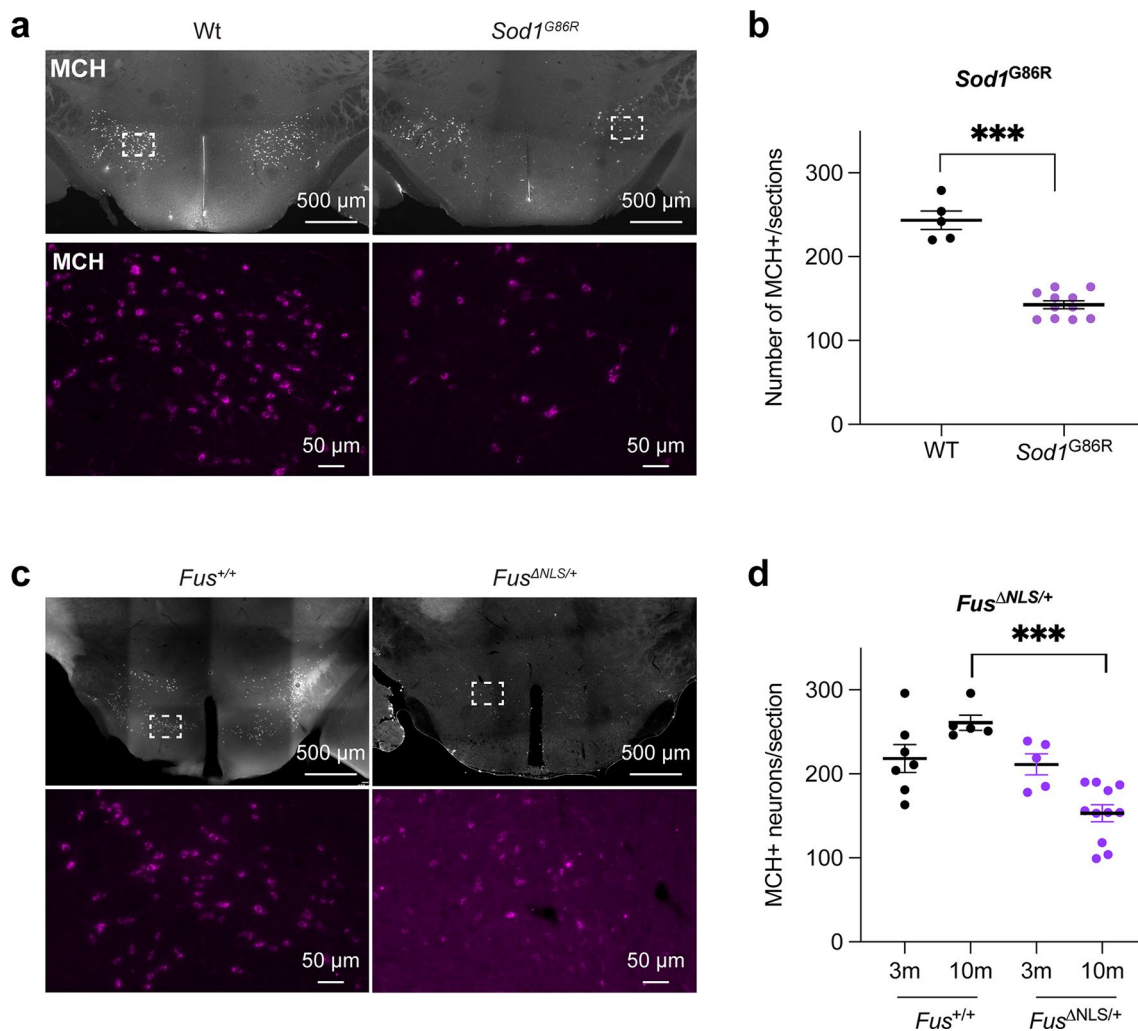 a
Wt
Sod1G86R
MCH
500 µm
500 µm
MCH
50 µm
50 µm
b
Sod1G86R
***
Number of MCH+/sections
300
200
100
0
WT
Sod1G86R
c
Fus+/+
FusΔNLS/+
500 µm
500 µm
50 µm
50 µm
d
FusΔNLS/+
***
MCH+ neurons/section
300
200
100
0
3m
10m
3m
10m
Fus+/+
FusΔNLS/+